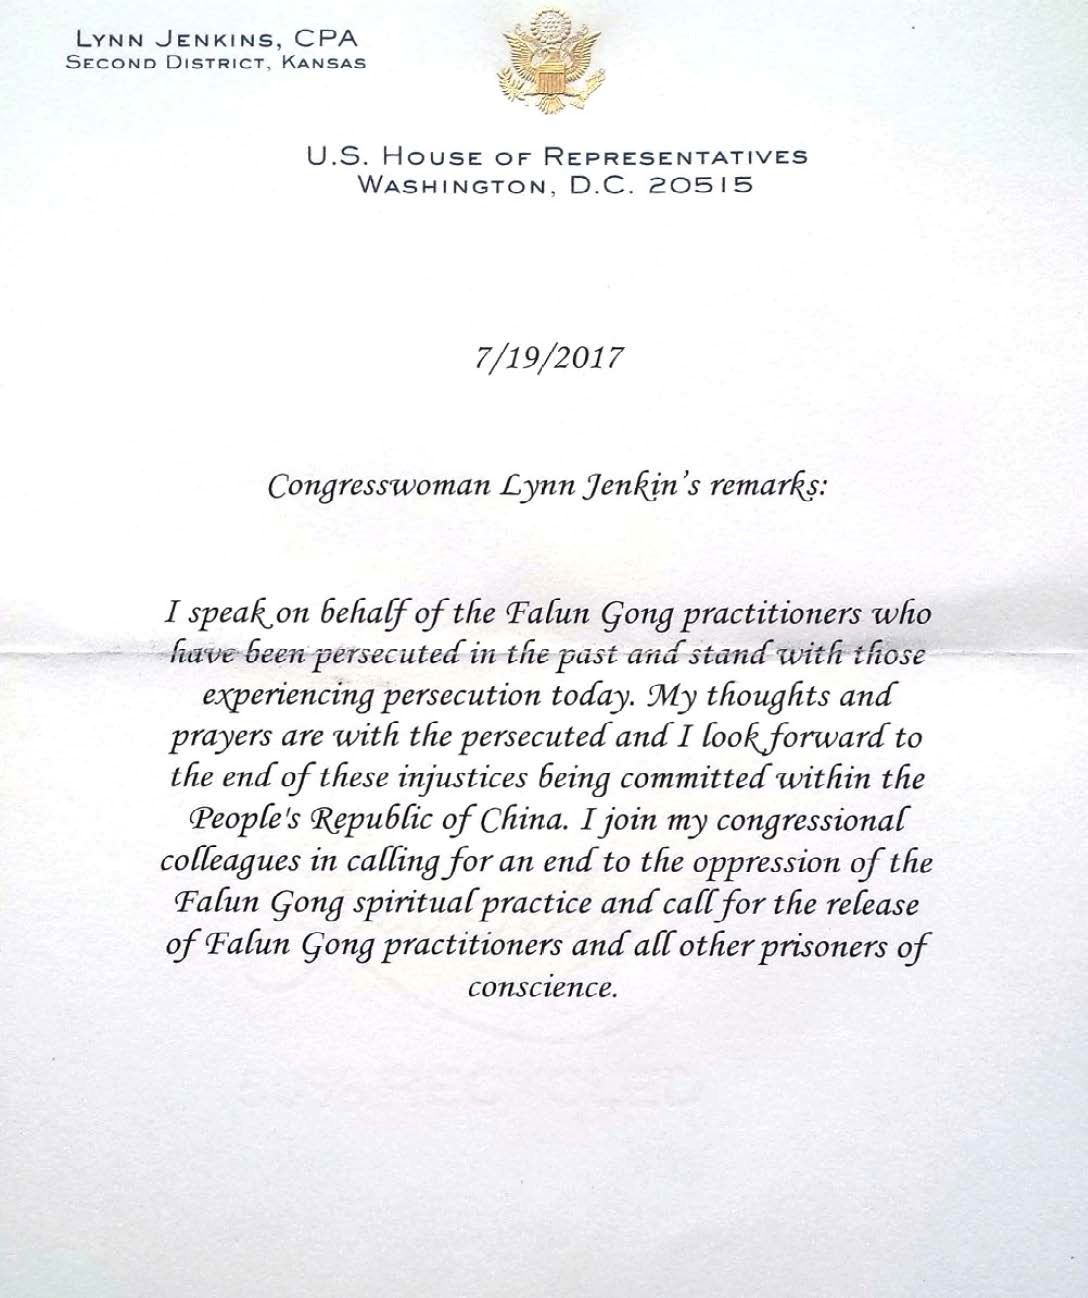 Lynn Jenkins, CPA
Second District, Kansas
U.S. House of Representatives
Washington, D.C. 20515
7/19/2017
Congresswoman Lynn Jenkin's remarks:
I speak on behalf of the Falun Gong practitioners who
have been persecuted in the past and stand with those
experiencing persecution today. My thoughts and
prayers are with the persecuted and I look forward to
the end of these injustices being committed within the
People's Republic of China. I join my congressional
colleagues in calling for an end to the oppression of the
Falun Gong spiritual practice and call for the release
of Falun Gong practitioners and all other prisoners of
conscience.